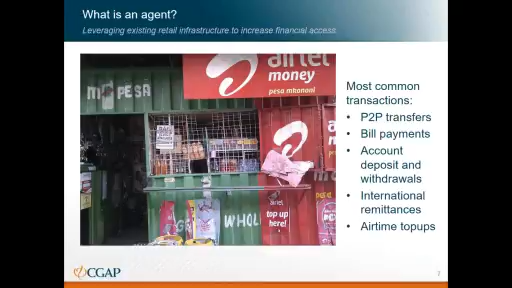 What is an agent?
Leveraging existing retail infrastructure to increase financial access.
airtel
money
pesa mkononi
M PESA
airtel
top up
here!
WHOL
Most common
transactions:
• P2P transfers
• Bill payments
• Account
deposit and
withdrawals
• International
remittances
• Airtime topups
CGAP
7